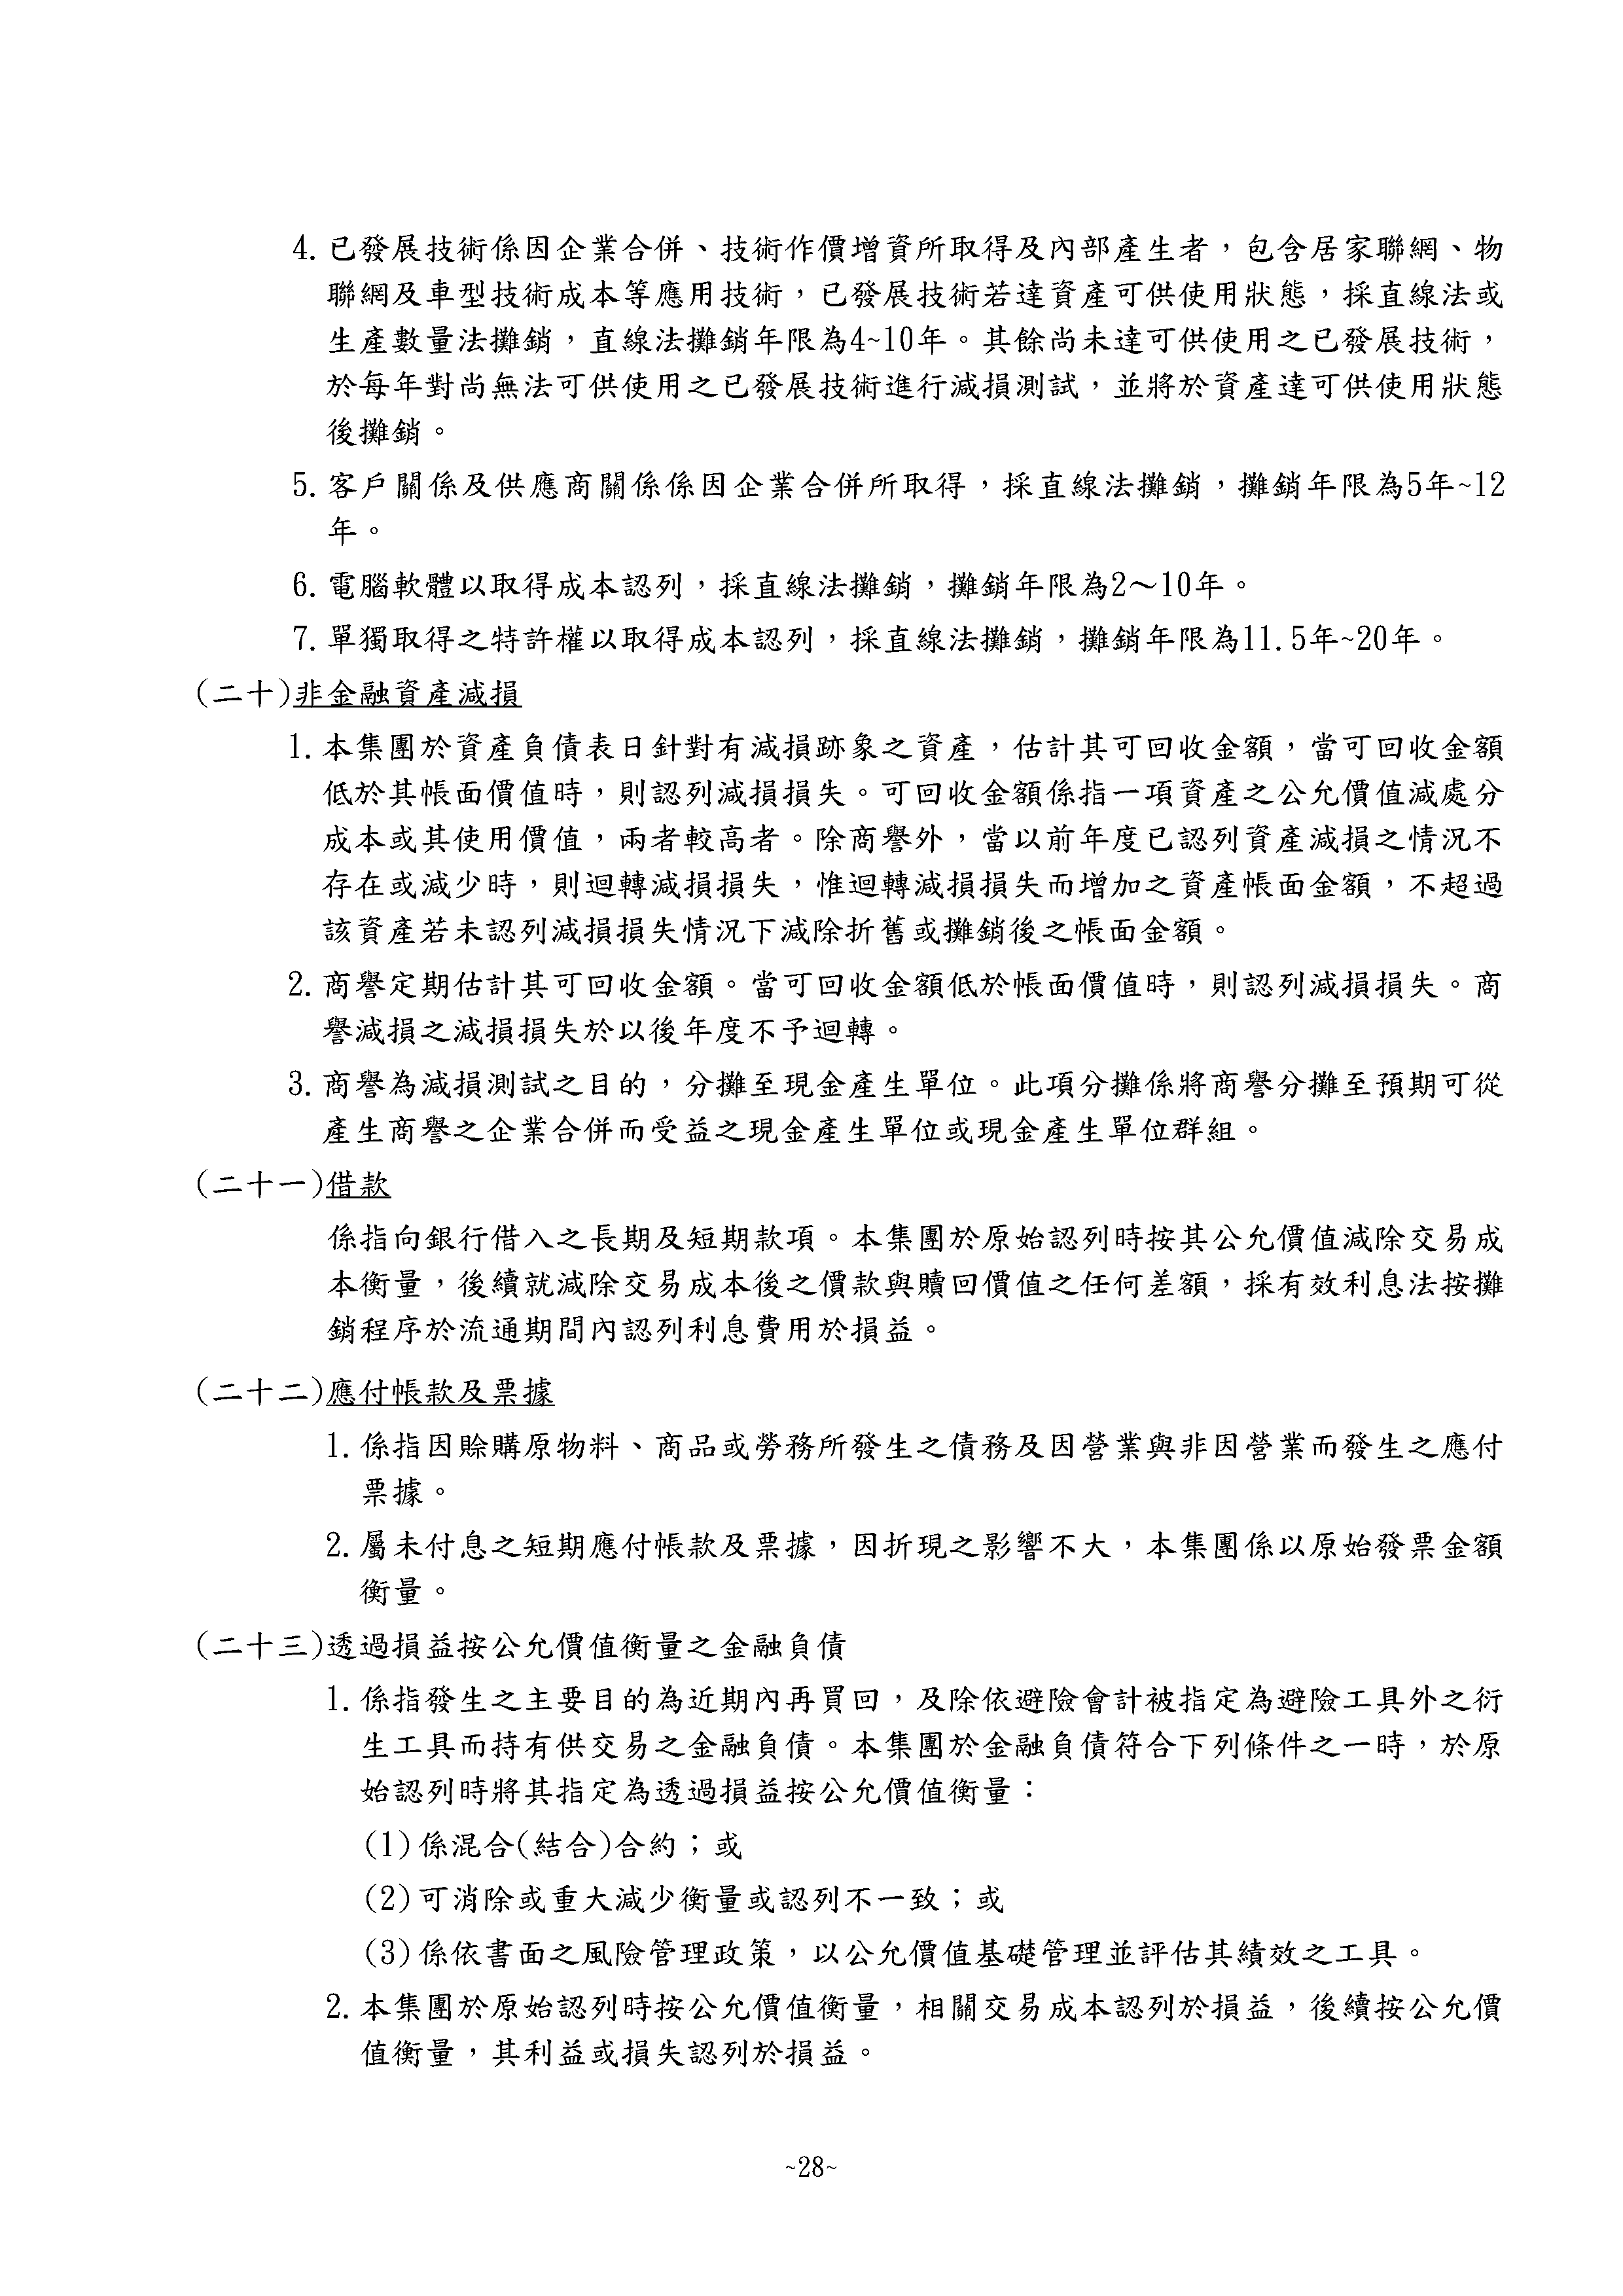 4. 已發展技術係因企業合併、技術作價增資所取得及內部產生者，包含居家聯網、物
聯網及車型技術成本等應用技術，已發展技術若達資產可供使用狀態，採直線法或
生產數量法攤銷，直線法攤銷年限為4~10年。其餘尚未達可供使用之已發展技術，
於每年對尚無法可供使用之已發展技術進行減損測試，並將於資產達可供使用狀態
後攤銷。
5. 客戶關係及供應商關係係因企業合併所取得，採直線法攤銷，攤銷年限為5年~12
年。
6. 電腦軟體以取得成本認列，採直線法攤銷，攤銷年限為2～10年。
7. 單獨取得之特許權以取得成本認列，採直線法攤銷，攤銷年限為11.5年~20年。
(二十)非金融資產減損
1. 本集團於資產負債表日針對有減損跡象之資產，估計其可回收金額，當可回收金額
低於其帳面價值時，則認列減損損失。可回收金額係指一項資產之公允價值減處分
成本或其使用價值，兩者較高者。除商譽外，當以前年度已認列資產減損之情況不
存在或減少時，則迴轉減損損失，惟迴轉減損損失而增加之資產帳面金額，不超過
該資產若未認列減損損失情況下減除折舊或攤銷後之帳面金額。
2. 商譽定期估計其可回收金額。當可回收金額低於帳面價值時，則認列減損損失。商
譽減損之減損損失於以後年度不予迴轉。
3. 商譽為減損測試之目的，分攤至現金產生單位。此項分攤係將商譽分攤至預期可從
產生商譽之企業合併而受益之現金產生單位或現金產生單位群組。
(二十一)借款
係指向銀行借入之長期及短期款項。本集團於原始認列時按其公允價值減除交易成
本衡量，後續就減除交易成本後之價款與贖回價值之任何差額，採有效利息法按攤
銷程序於流通期間內認列利息費用於損益。
(二十二)應付帳款及票據
1. 係指因賒購原物料、商品或勞務所發生之債務及因營業與非因營業而發生之應付
票據。
2. 屬未付息之短期應付帳款及票據，因折現之影響不大，本集團係以原始發票金額
衡量。
(二十三)透過損益按公允價值衡量之金融負債
1. 係指發生之主要目的為近期內再買回，及除依避險會計被指定為避險工具外之衍
生工具而持有供交易之金融負債。本集團於金融負債符合下列條件之一時，於原
始認列時將其指定為透過損益按公允價值衡量：
(1)係混合(結合)合約；或
(2)可消除或重大減少衡量或認列不一致；或
(3)係依書面之風險管理政策，以公允價值基礎管理並評估其績效之工具。
2. 本集團於原始認列時按公允價值衡量，相關交易成本認列於損益，後續按公允價
值衡量，其利益或損失認列於損益。
~28~